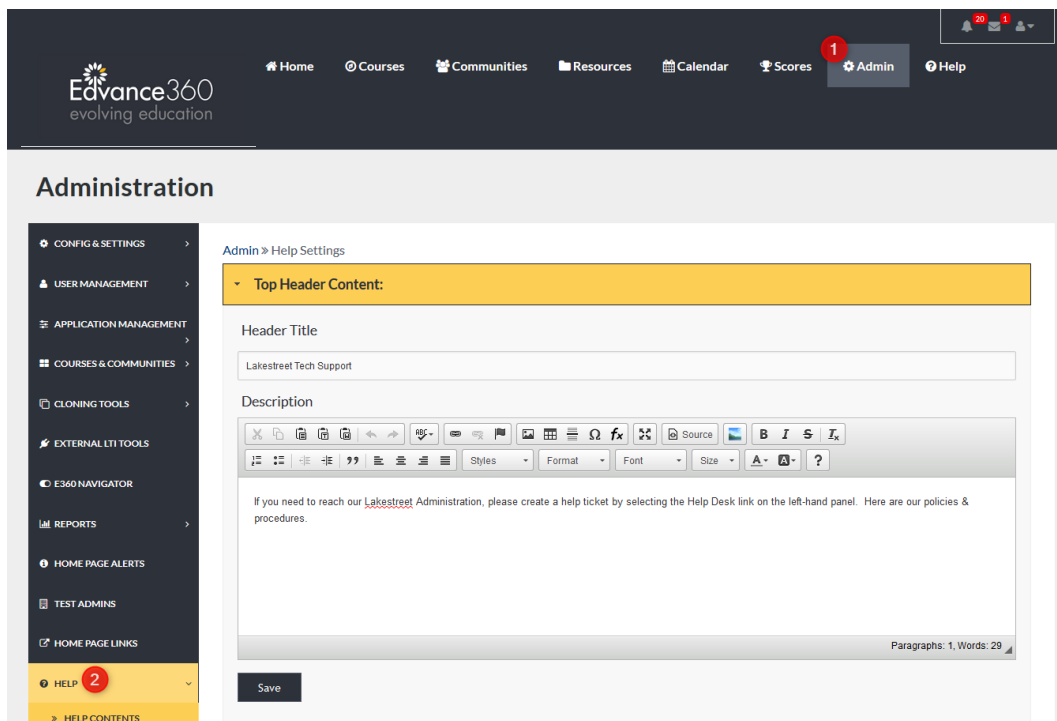 20 1
1
Home Courses Communities Resources Calendar Scores Admin Help
Edvance360
evolving education
Administration
CONFIG & SETTINGS
USER MANAGEMENT
APPLICATION MANAGEMENT
COURSES & COMMUNITIES
CLONING TOOLS
EXTERNAL LTI TOOLS
E360 NAVIGATOR
REPORTS
HOME PAGE ALERTS
TEST ADMINS
HOME PAGE LINKS
HELP 2
» HELP CONTENTS
Admin » Help Settings
Top Header Content:
Header Title
Lakestreet Tech Support
Description
ABC Ω fx Source B I S Ix
Styles Format Font Size A A ?
If you need to reach our Lakestreet Administration, please create a help ticket by selecting the Help Desk link on the left-hand panel. Here are our policies &
procedures.
Paragraphs: 1, Words: 29
Save